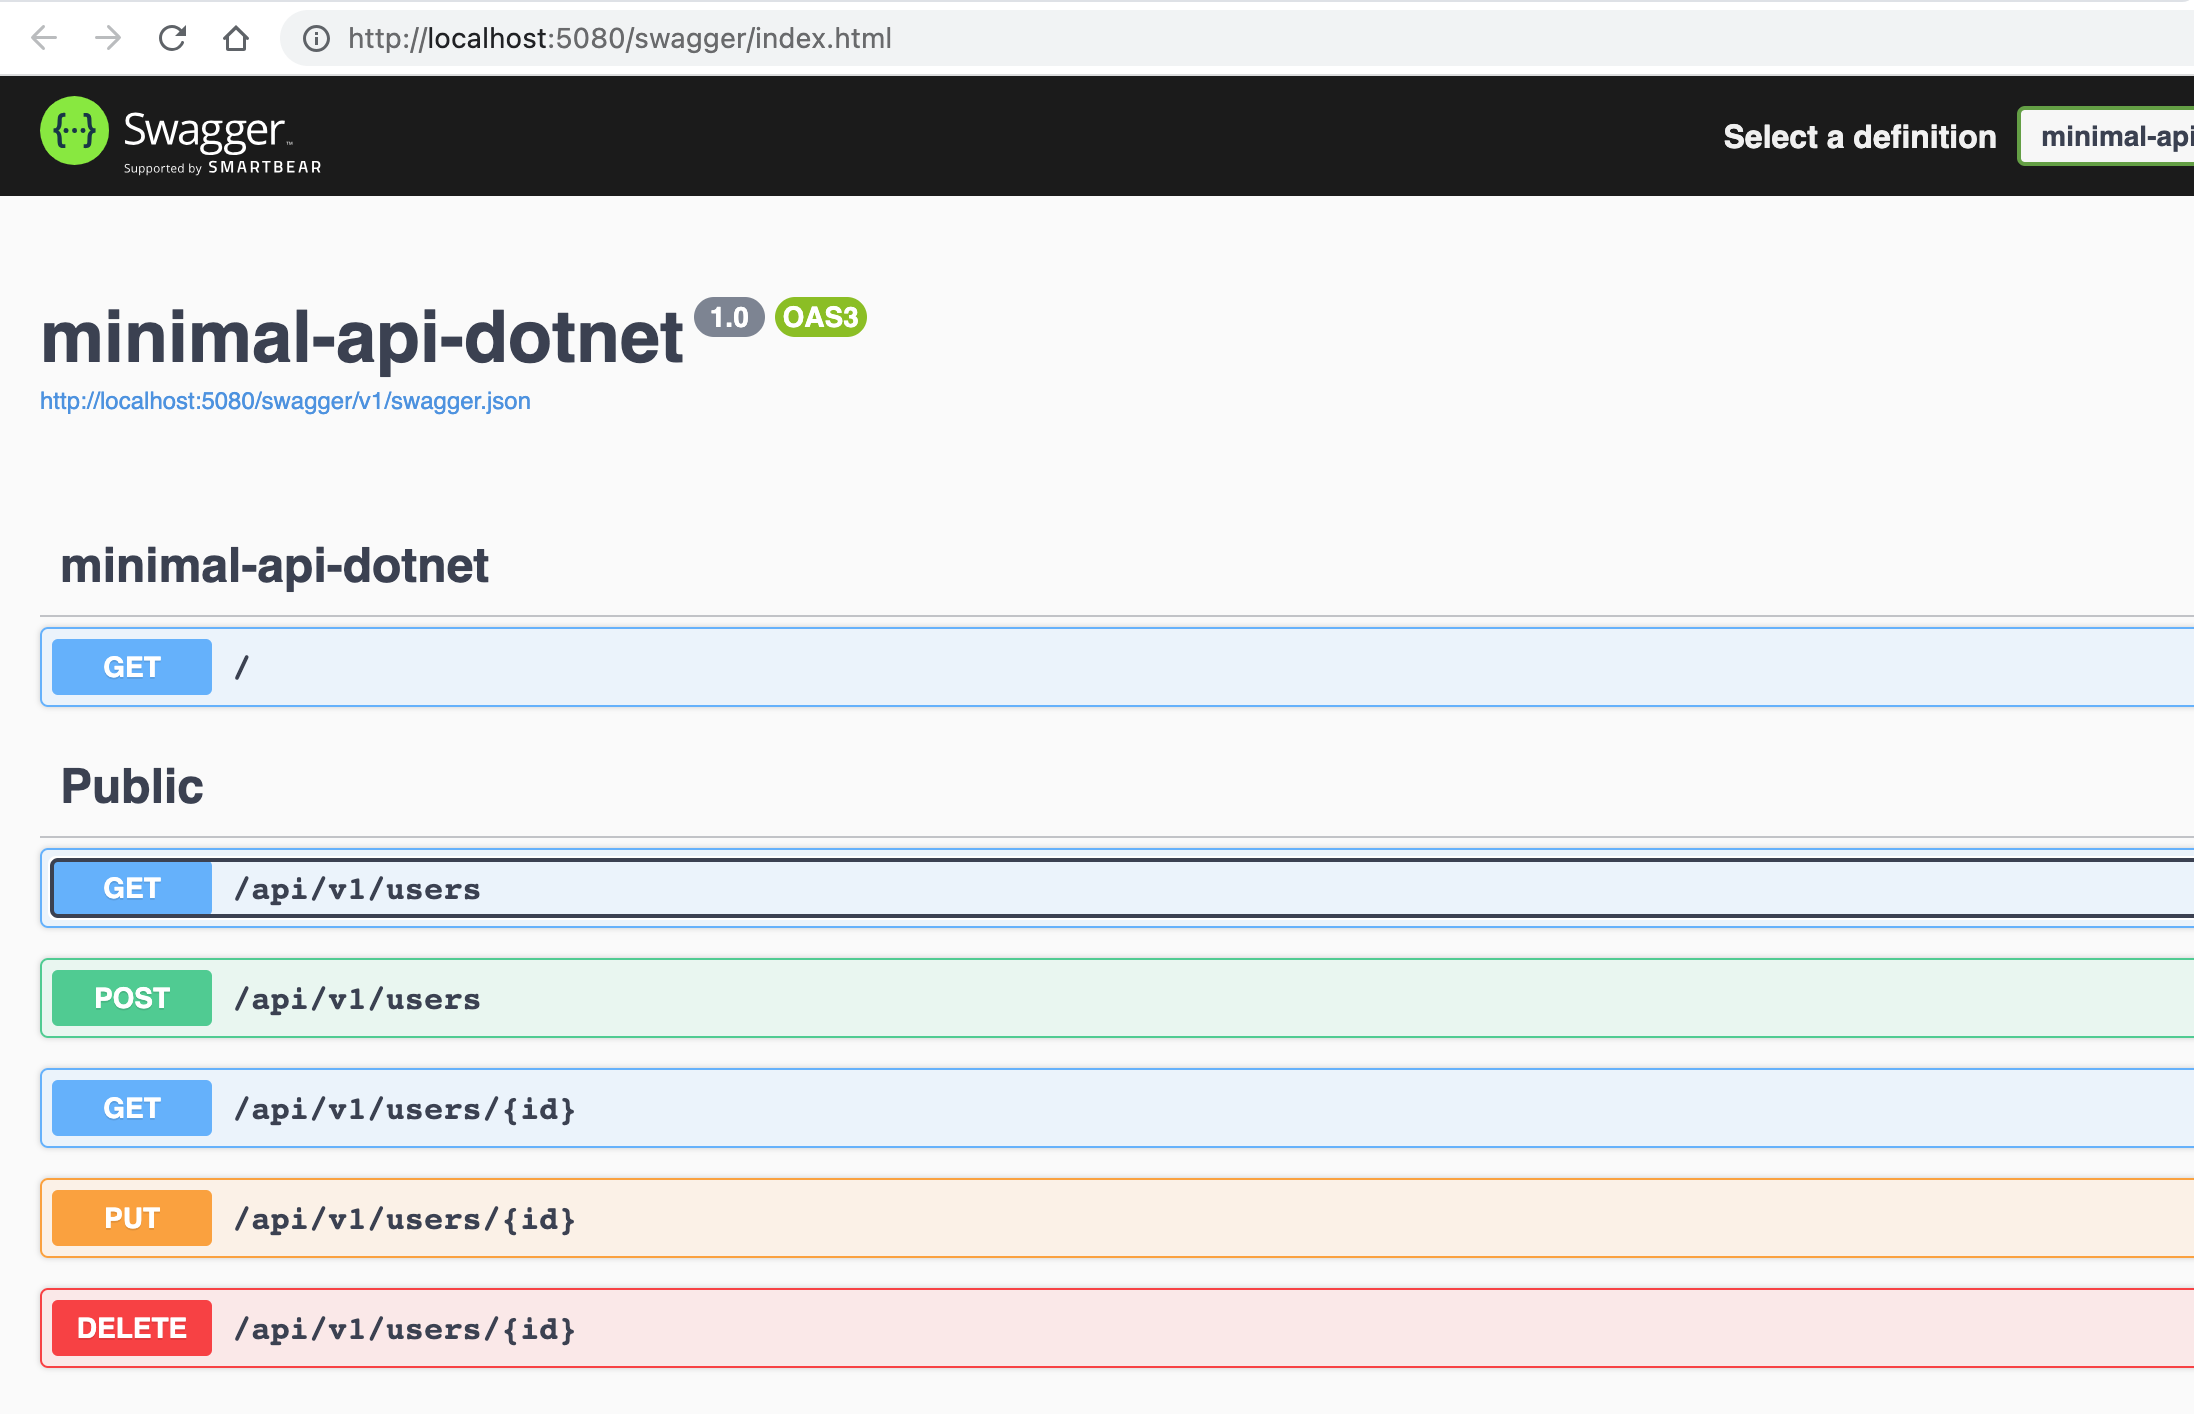 http://localhost:5080/swagger/index.html
{···} Swagger™
Supported by SMARTBEAR
Select a definition minimal-api
minimal-api-dotnet 1.0 OAS3
http://localhost:5080/swagger/v1/swagger.json
minimal-api-dotnet
GET /
Public
GET /api/v1/users
POST /api/v1/users
GET /api/v1/users/{id}
PUT /api/v1/users/{id}
DELETE /api/v1/users/{id}